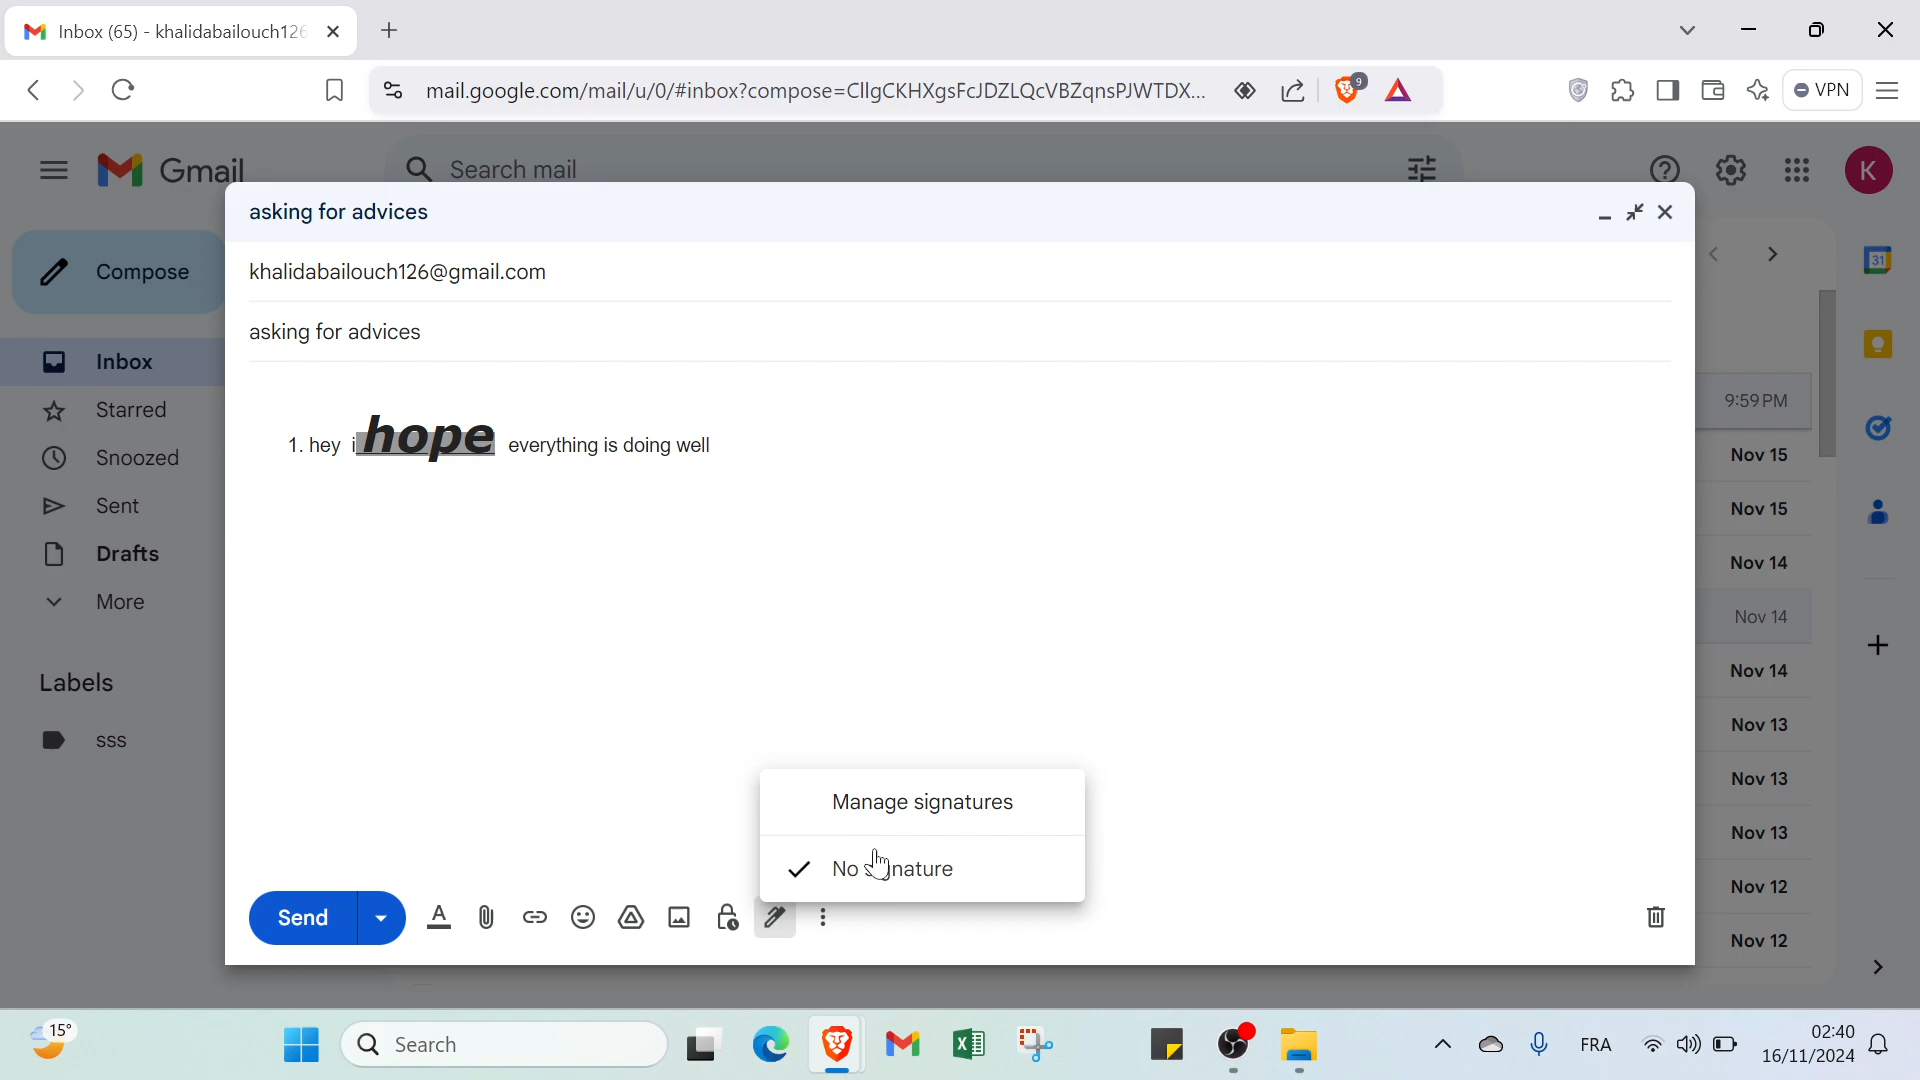 Inbox (65) - khalidabailouch126
mail.google.com/mail/u/0/#inbox?compose=CllgCKHXgsFcJDZLQcVBZqnsPJWTDX...
9
VPN
Gmail
Search mail
K
Compose
Inbox
Starred
Snoozed
Sent
Drafts
More
Labels
sss
asking for advices
khalidabailouch126@gmail.com
asking for advices
1. hey i hope everything is doing well
Manage signatures
No signature
Send
31
9:59 PM
Nov 15
Nov 15
Nov 14
Nov 14
Nov 14
Nov 13
Nov 13
Nov 13
Nov 12
Nov 12
15°
Search
FRA
02:40
16/11/2024